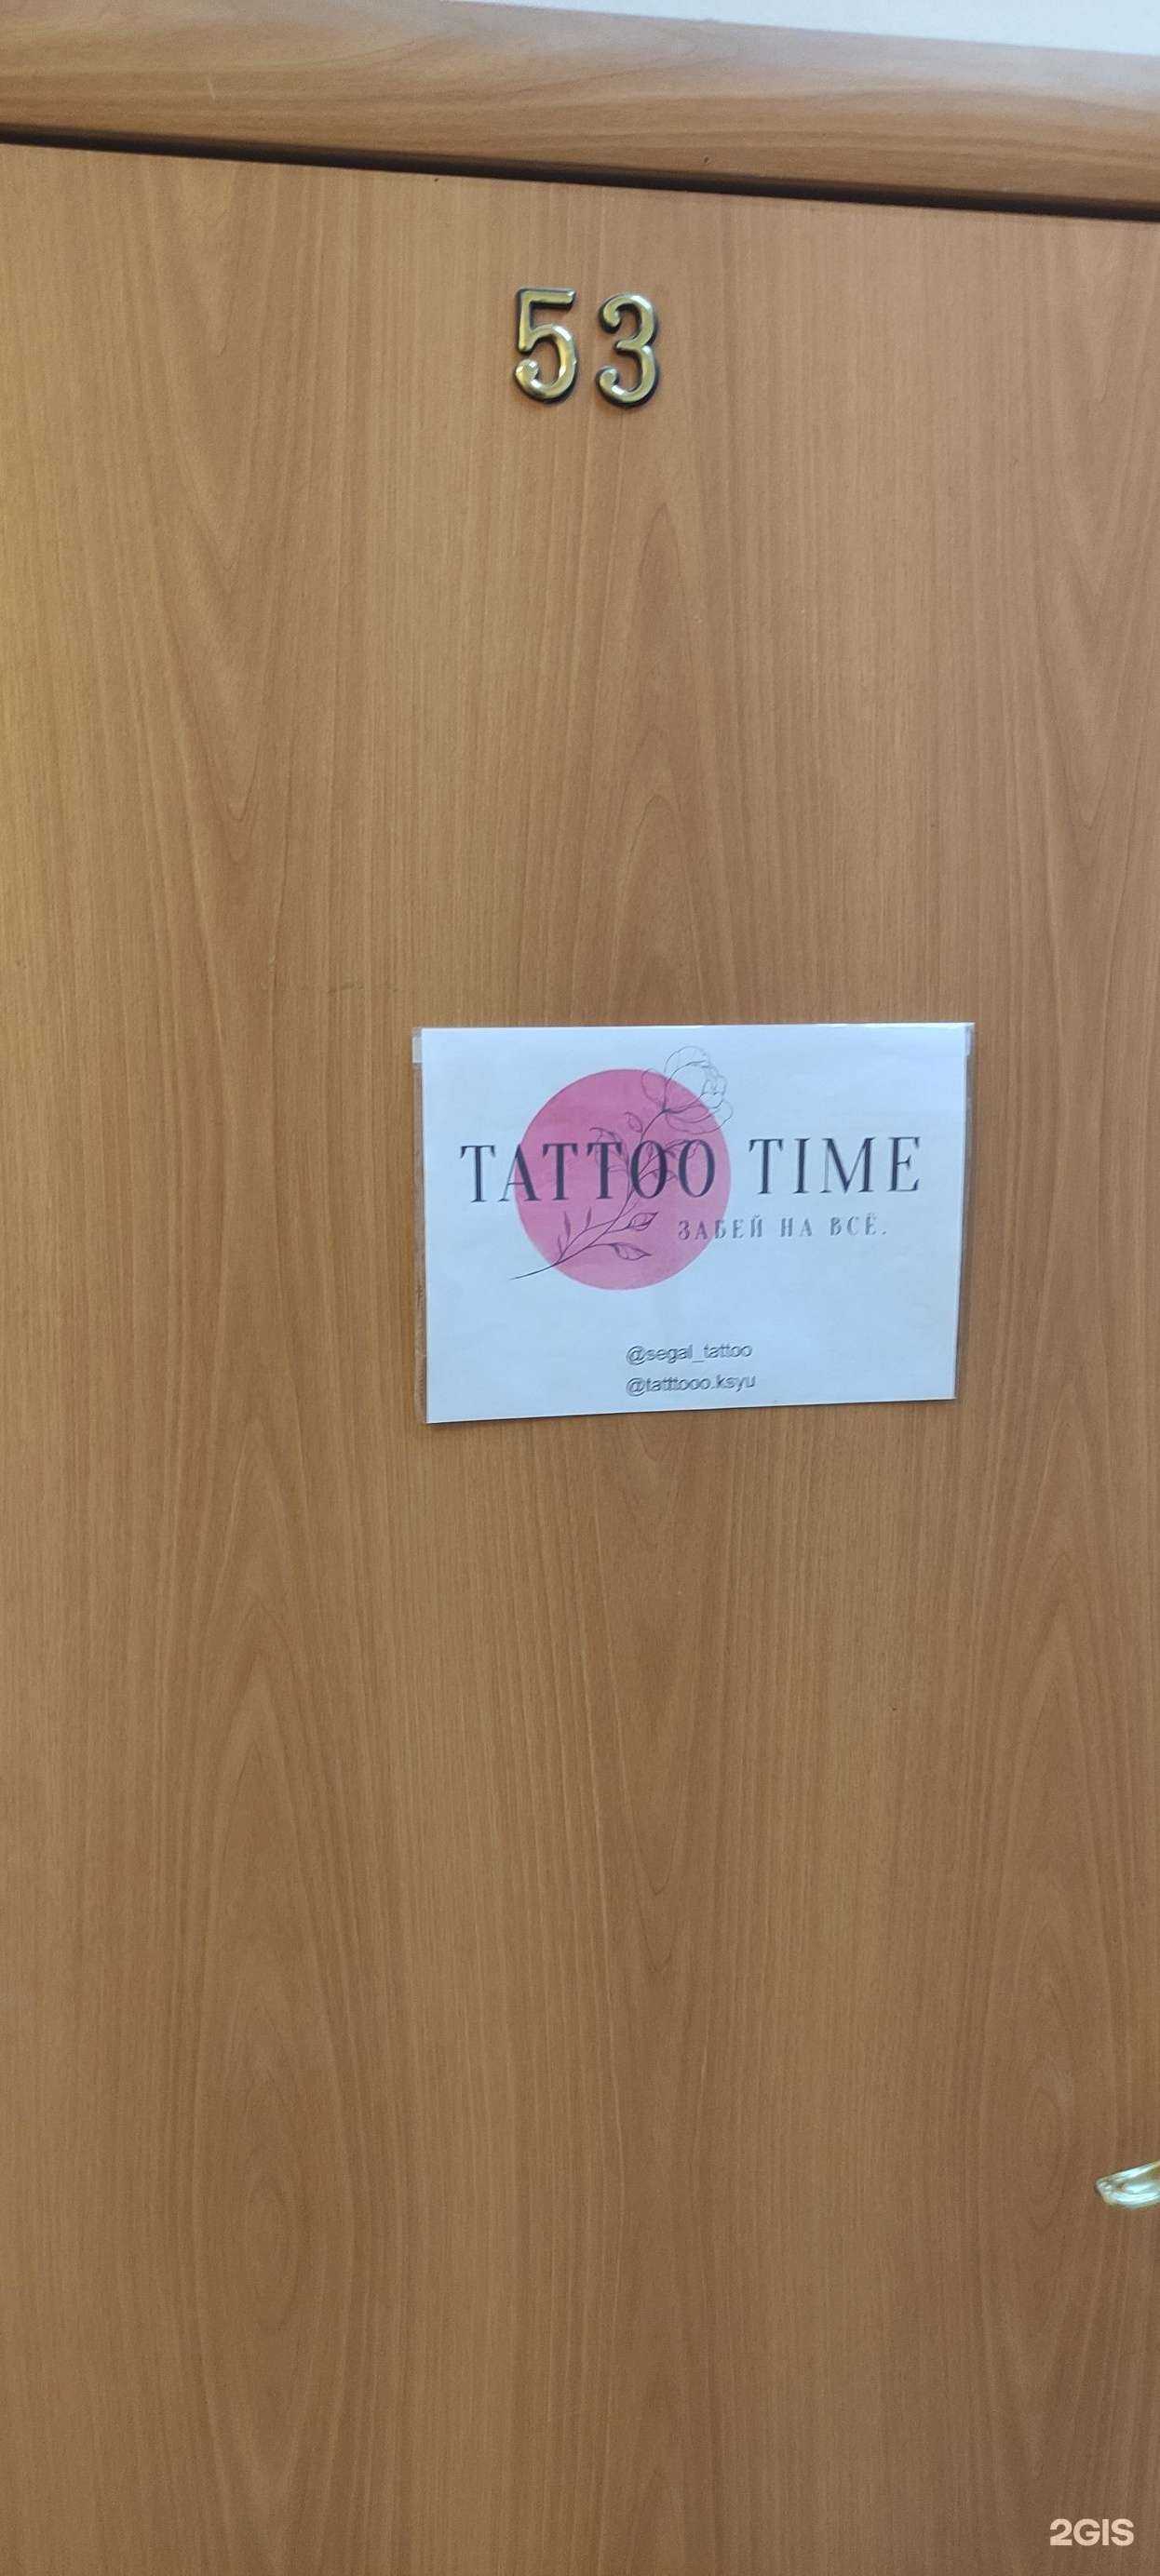 53
TATTOO TIME
ЗАБЕЙ НА ВСЁ.
@segal_tattoo
@tatttooo.ksyu
2GIS